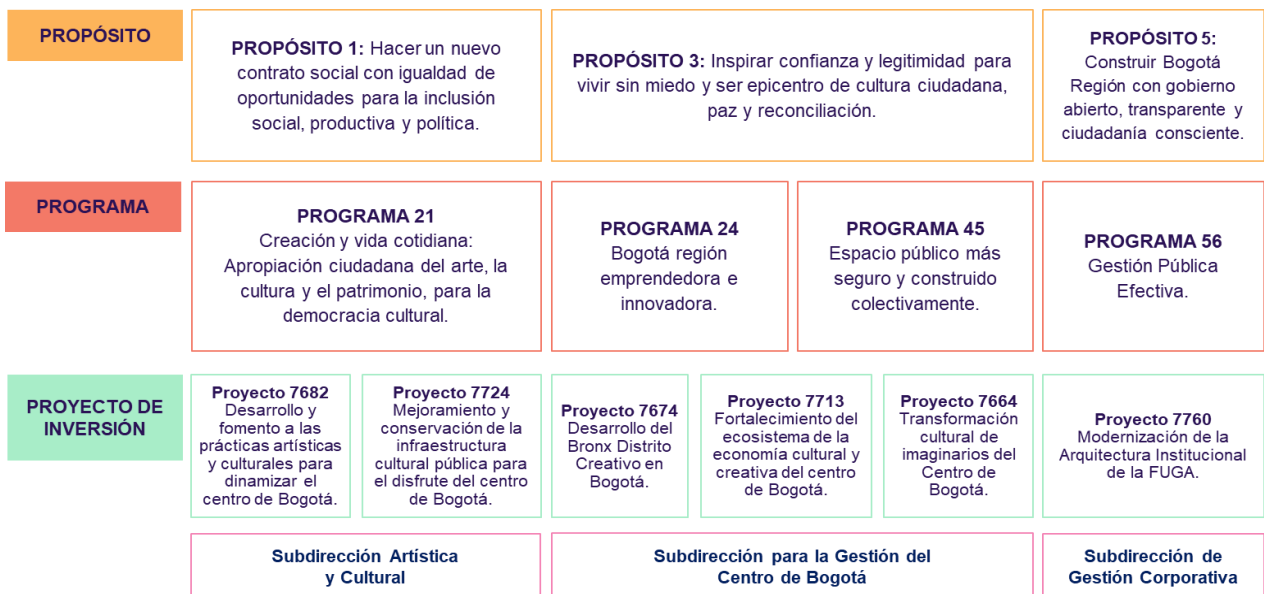 PROPÓSITO
PROPÓSITO 1: Hacer un nuevo
contrato social con igualdad de
oportunidades para la inclusión
social, productiva y política.
PROPÓSITO 3: Inspirar confianza y legitimidad para
vivir sin miedo y ser epicentro de cultura ciudadana,
paz y reconciliación.
PROPÓSITO 5:
Construir Bogotá
Región con gobierno
abierto, transparente y
ciudadanía consciente.
PROGRAMA
PROGRAMA 21
Creación y vida cotidiana:
Apropiación ciudadana del arte, la
cultura y el patrimonio, para la
democracia cultural.
PROGRAMA 24
Bogotá región
emprendedora e
innovadora.
PROGRAMA 45
Espacio público más
seguro y construido
colectivamente.
PROGRAMA 56
Gestión Pública
Efectiva.
PROYECTO DE
INVERSIÓN
Proyecto 7682
Desarrollo y
fomento a las
prácticas artísticas
y culturales para
dinamizar el
centro de Bogotá.
Proyecto 7724
Mejoramiento y
conservación de la
infraestructura
cultural pública para
el disfrute del centro
de Bogotá.
Proyecto 7674
Desarrollo del
Bronx Distrito
Creativo en
Bogotá.
Proyecto 7713
Fortalecimiento del
ecosistema de la
economía cultural y
creativa del centro
de Bogotá.
Proyecto 7664
Transformación
cultural de
imaginarios del
Centro de
Bogotá.
Proyecto 7760
Modernización de la
Arquitectura Institucional
de la FUGA.
Subdirección Artística
y Cultural
Subdirección para la Gestión del
Centro de Bogotá
Subdirección de
Gestión Corporativa